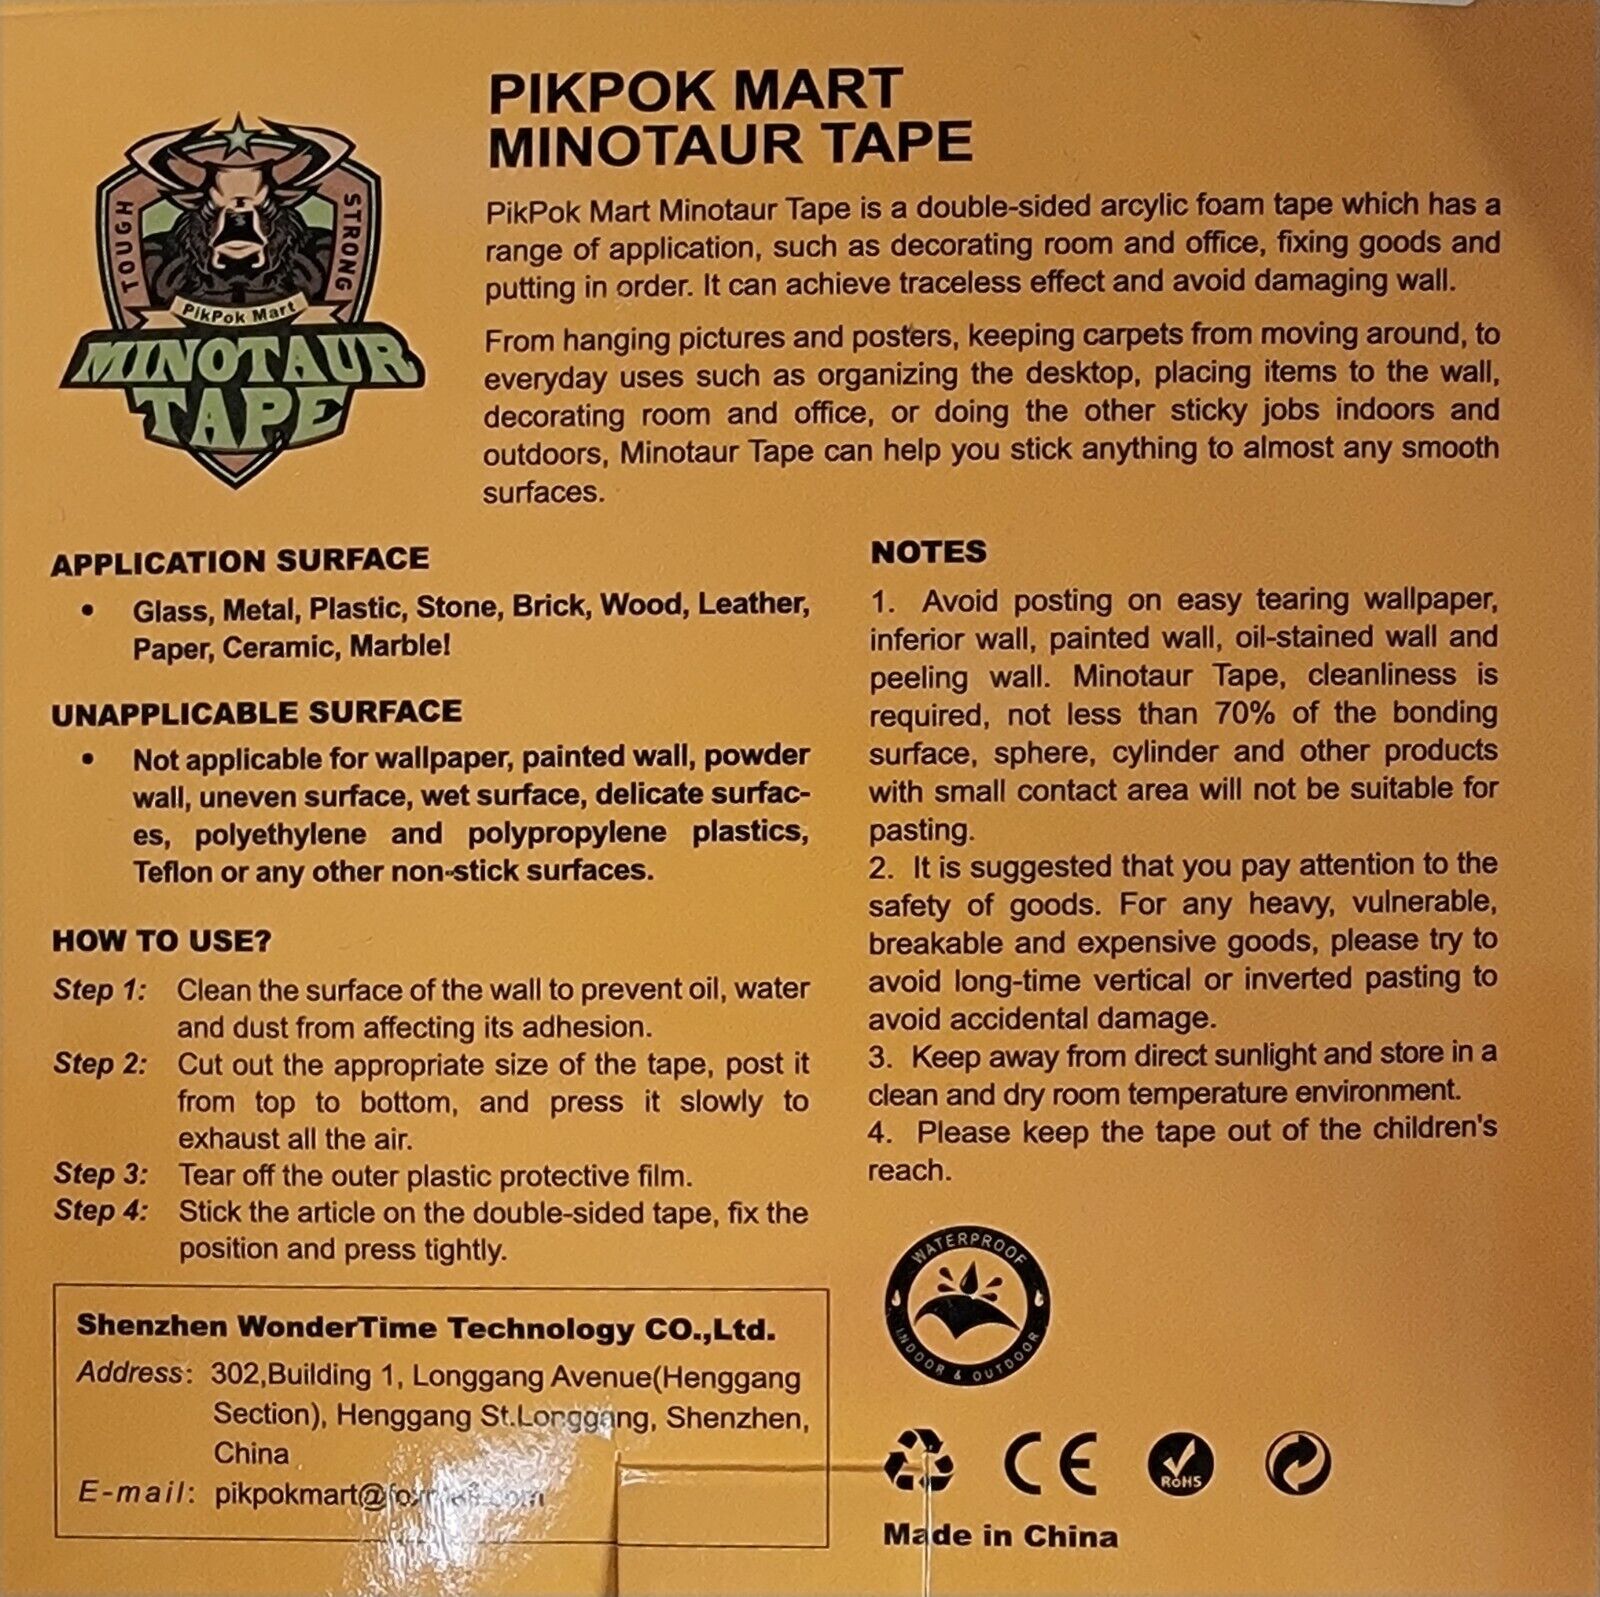 PIKPOK MART
MINOTAUR TAPE
TOUGH
STRONG
PikPok Mart
MINOTAUR
TAPE
PikPok Mart Minotaur Tape is a double-sided arcylic foam tape which has a
range of application, such as decorating room and office, fixing goods and
putting in order. It can achieve traceless effect and avoid damaging wall.
From hanging pictures and posters, keeping carpets from moving around, to
everyday uses such as organizing the desktop, placing items to the wall,
decorating room and office, or doing the other sticky jobs indoors and
outdoors, Minotaur Tape can help you stick anything to almost any smooth
surfaces.
APPLICATION SURFACE
• Glass, Metal, Plastic, Stone, Brick, Wood, Leather,
Paper, Ceramic, Marble!
UNAPPLICABLE SURFACE
• Not applicable for wallpaper, painted wall, powder
wall, uneven surface, wet surface, delicate surfac-
es, polyethylene and polypropylene plastics,
Teflon or any other non-stick surfaces.
HOW TO USE?
Step 1: Clean the surface of the wall to prevent oil, water
and dust from affecting its adhesion.
Step 2: Cut out the appropriate size of the tape, post it
from top to bottom, and press it slowly to
exhaust all the air.
Step 3: Tear off the outer plastic protective film.
Step 4: Stick the article on the double-sided tape, fix the
position and press tightly.
Shenzhen WonderTime Technology CO.,Ltd.
Address: 302,Building 1, Longgang Avenue(Henggang
Section), Henggang St.Longgang, Shenzhen,
China
E-mail:
NOTES
1. Avoid posting on easy tearing wallpaper,
inferior wall, painted wall, oil-stained wall and
peeling wall. Minotaur Tape, cleanliness is
required, not less than 70% of the bonding
surface, sphere, cylinder and other products
with small contact area will not be suitable for
pasting.
2. It is suggested that you pay attention to the
safety of goods. For any heavy, vulnerable,
breakable and expensive goods, please try to
avoid long-time vertical or inverted pasting to
avoid accidental damage.
3. Keep away from direct sunlight and store in a
clean and dry room temperature environment.
4. Please keep the tape out of the children's
reach.
WATERPROOF
INDOOR & OUTDOOR
CE
RoHS
Made in China